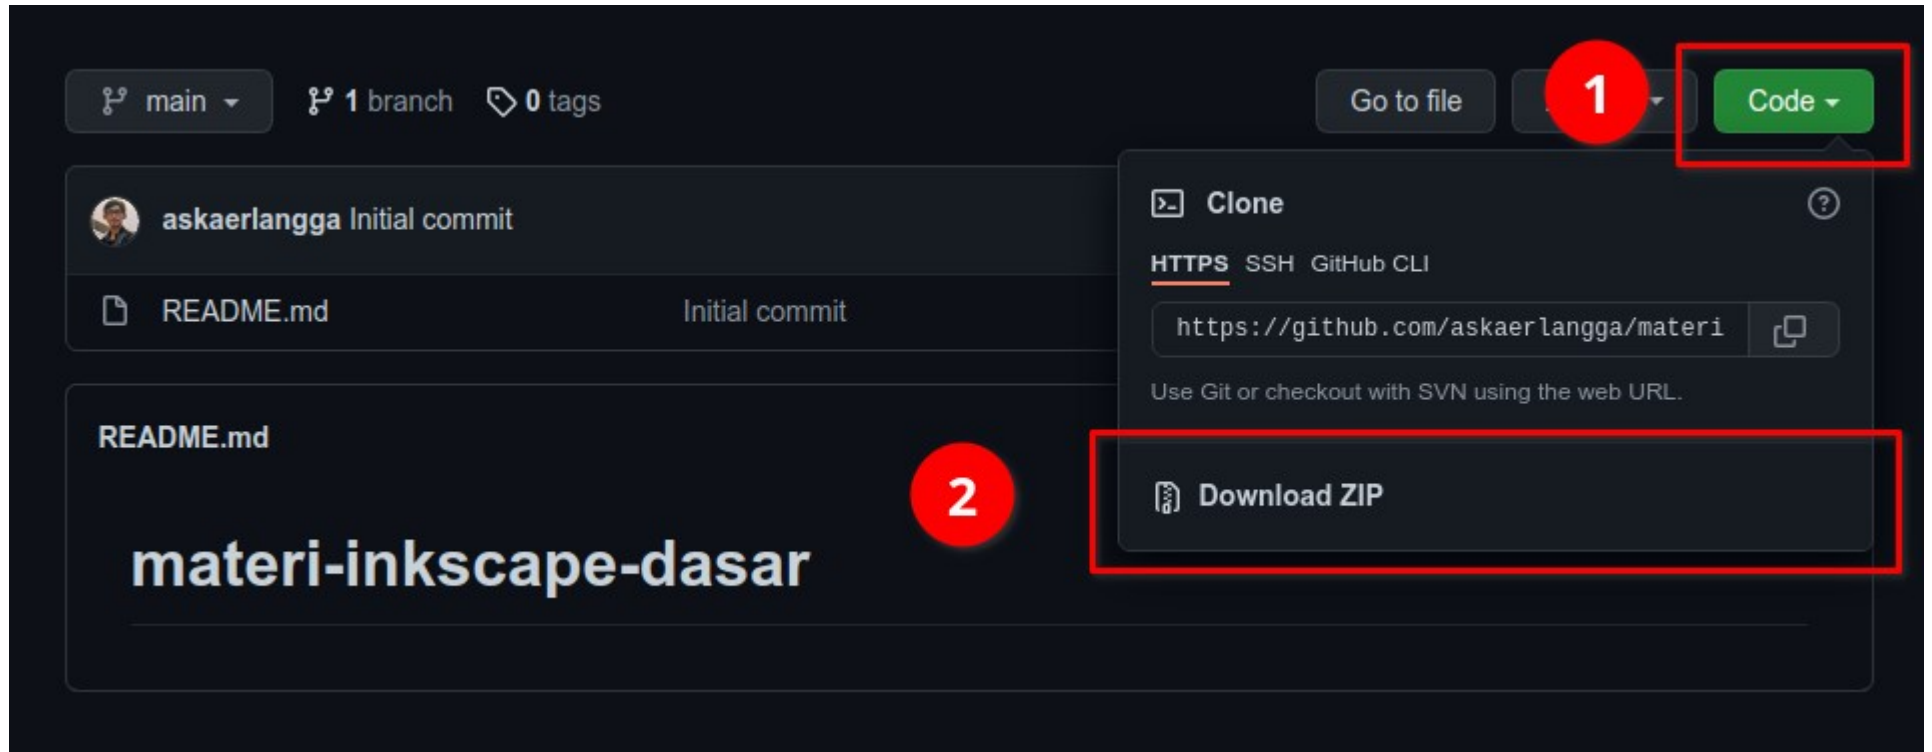 main 1 branch 0 tags Go to file 1 Code
askaerlangga Initial commit
README.md Initial commit
Clone
HTTPS SSH GitHub CLI
https://github.com/askaerlangga/materi
Use Git or checkout with SVN using the web URL.
README.md
2 Download ZIP
materi-inkscape-dasar